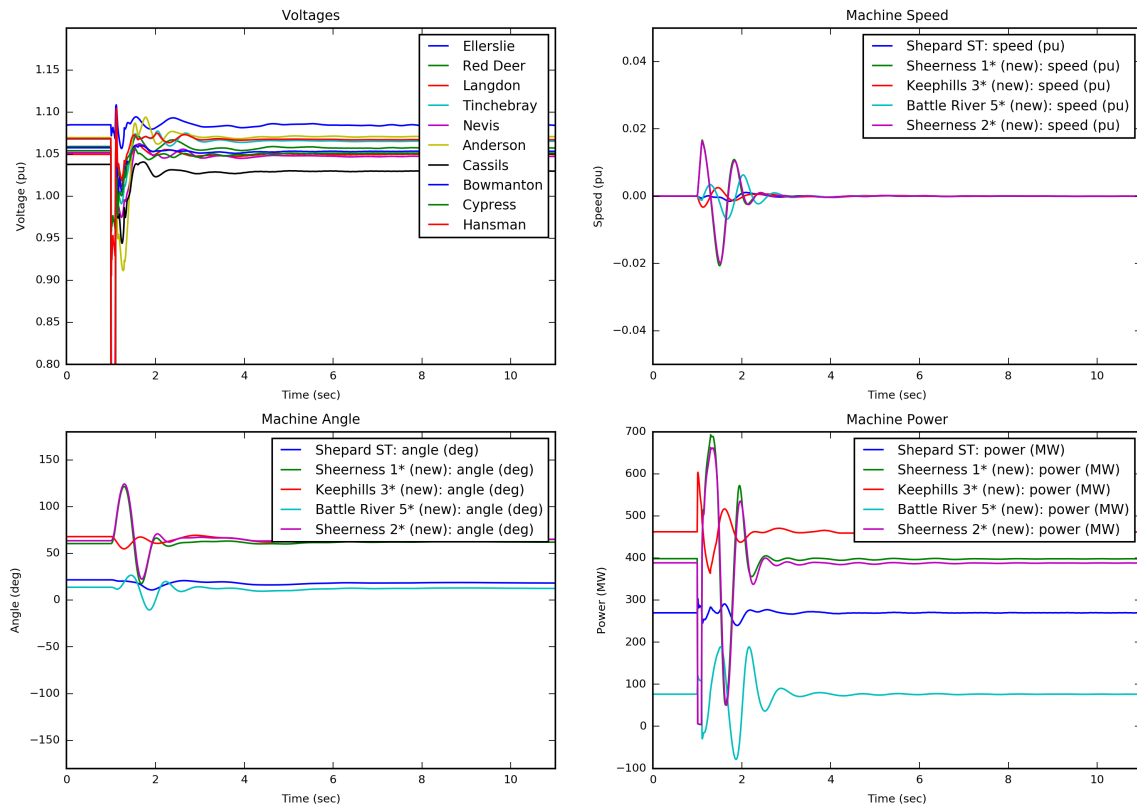 Voltages
1.15
1.10
1.05
1.00
0.95
0.90
0.85
0.80
Voltage (pu)
Ellerslie
Red Deer
Langdon
Tinchebray
Nevis
Anderson
Cassils
Bowmanton
Cypress
Hansman
0 2 4 6 8 10
Time (sec)
Machine Speed
0.04
0.02
0.00
−0.02
−0.04
Speed (pu)
Shepard ST: speed (pu)
Sheerness 1* (new): speed (pu)
Keephills 3* (new): speed (pu)
Battle River 5* (new): speed (pu)
Sheerness 2* (new): speed (pu)
0 2 4 6 8 10
Time (sec)
Machine Angle
150
100
50
0
−50
−100
−150
Angle (deg)
Shepard ST: angle (deg)
Sheerness 1* (new): angle (deg)
Keephills 3* (new): angle (deg)
Battle River 5* (new): angle (deg)
Sheerness 2* (new): angle (deg)
0 2 4 6 8 10
Time (sec)
Machine Power
700
600
500
400
300
200
100
0
−100
Power (MW)
Shepard ST: power (MW)
Sheerness 1* (new): power (MW)
Keephills 3* (new): power (MW)
Battle River 5* (new): power (MW)
Sheerness 2* (new): power (MW)
0 2 4 6 8 10
Time (sec)